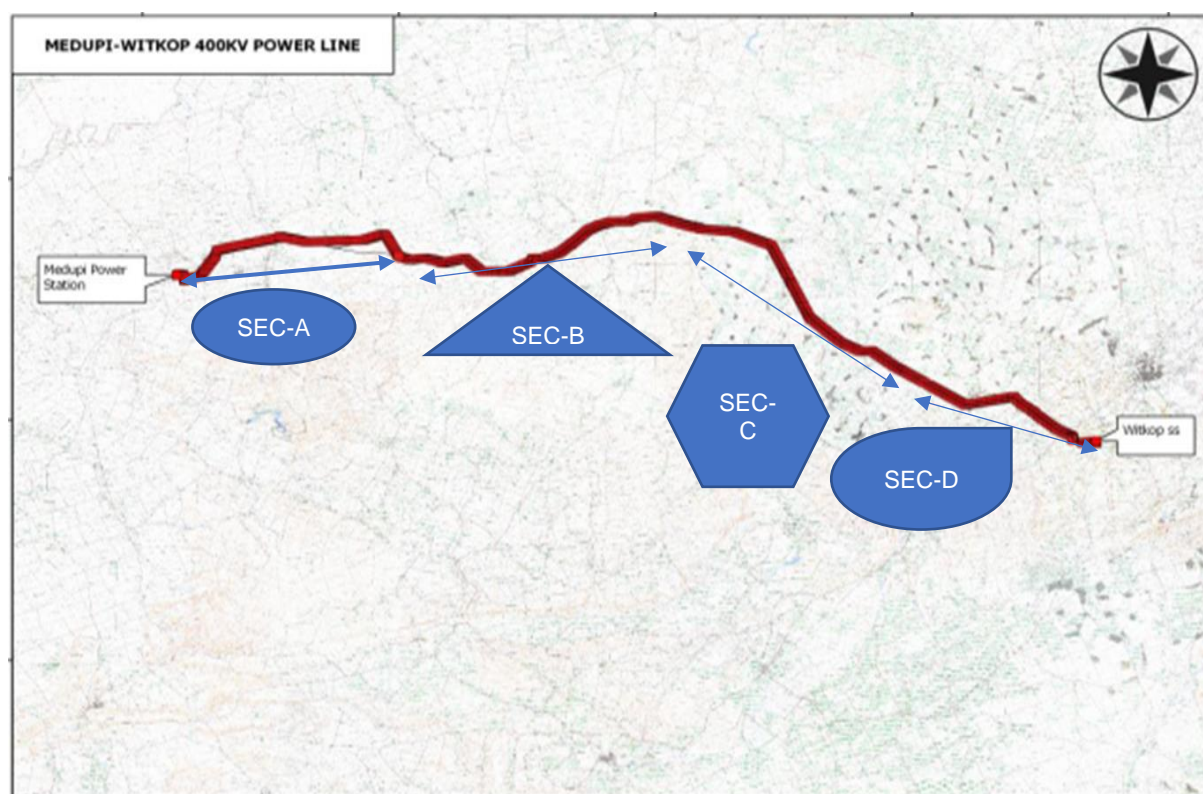 MEDUPI-WITKOP 400KV POWER LINE
Medupi Power
Station
SEC-A
SEC-B
SEC-
C
SEC-D
Witkop ss